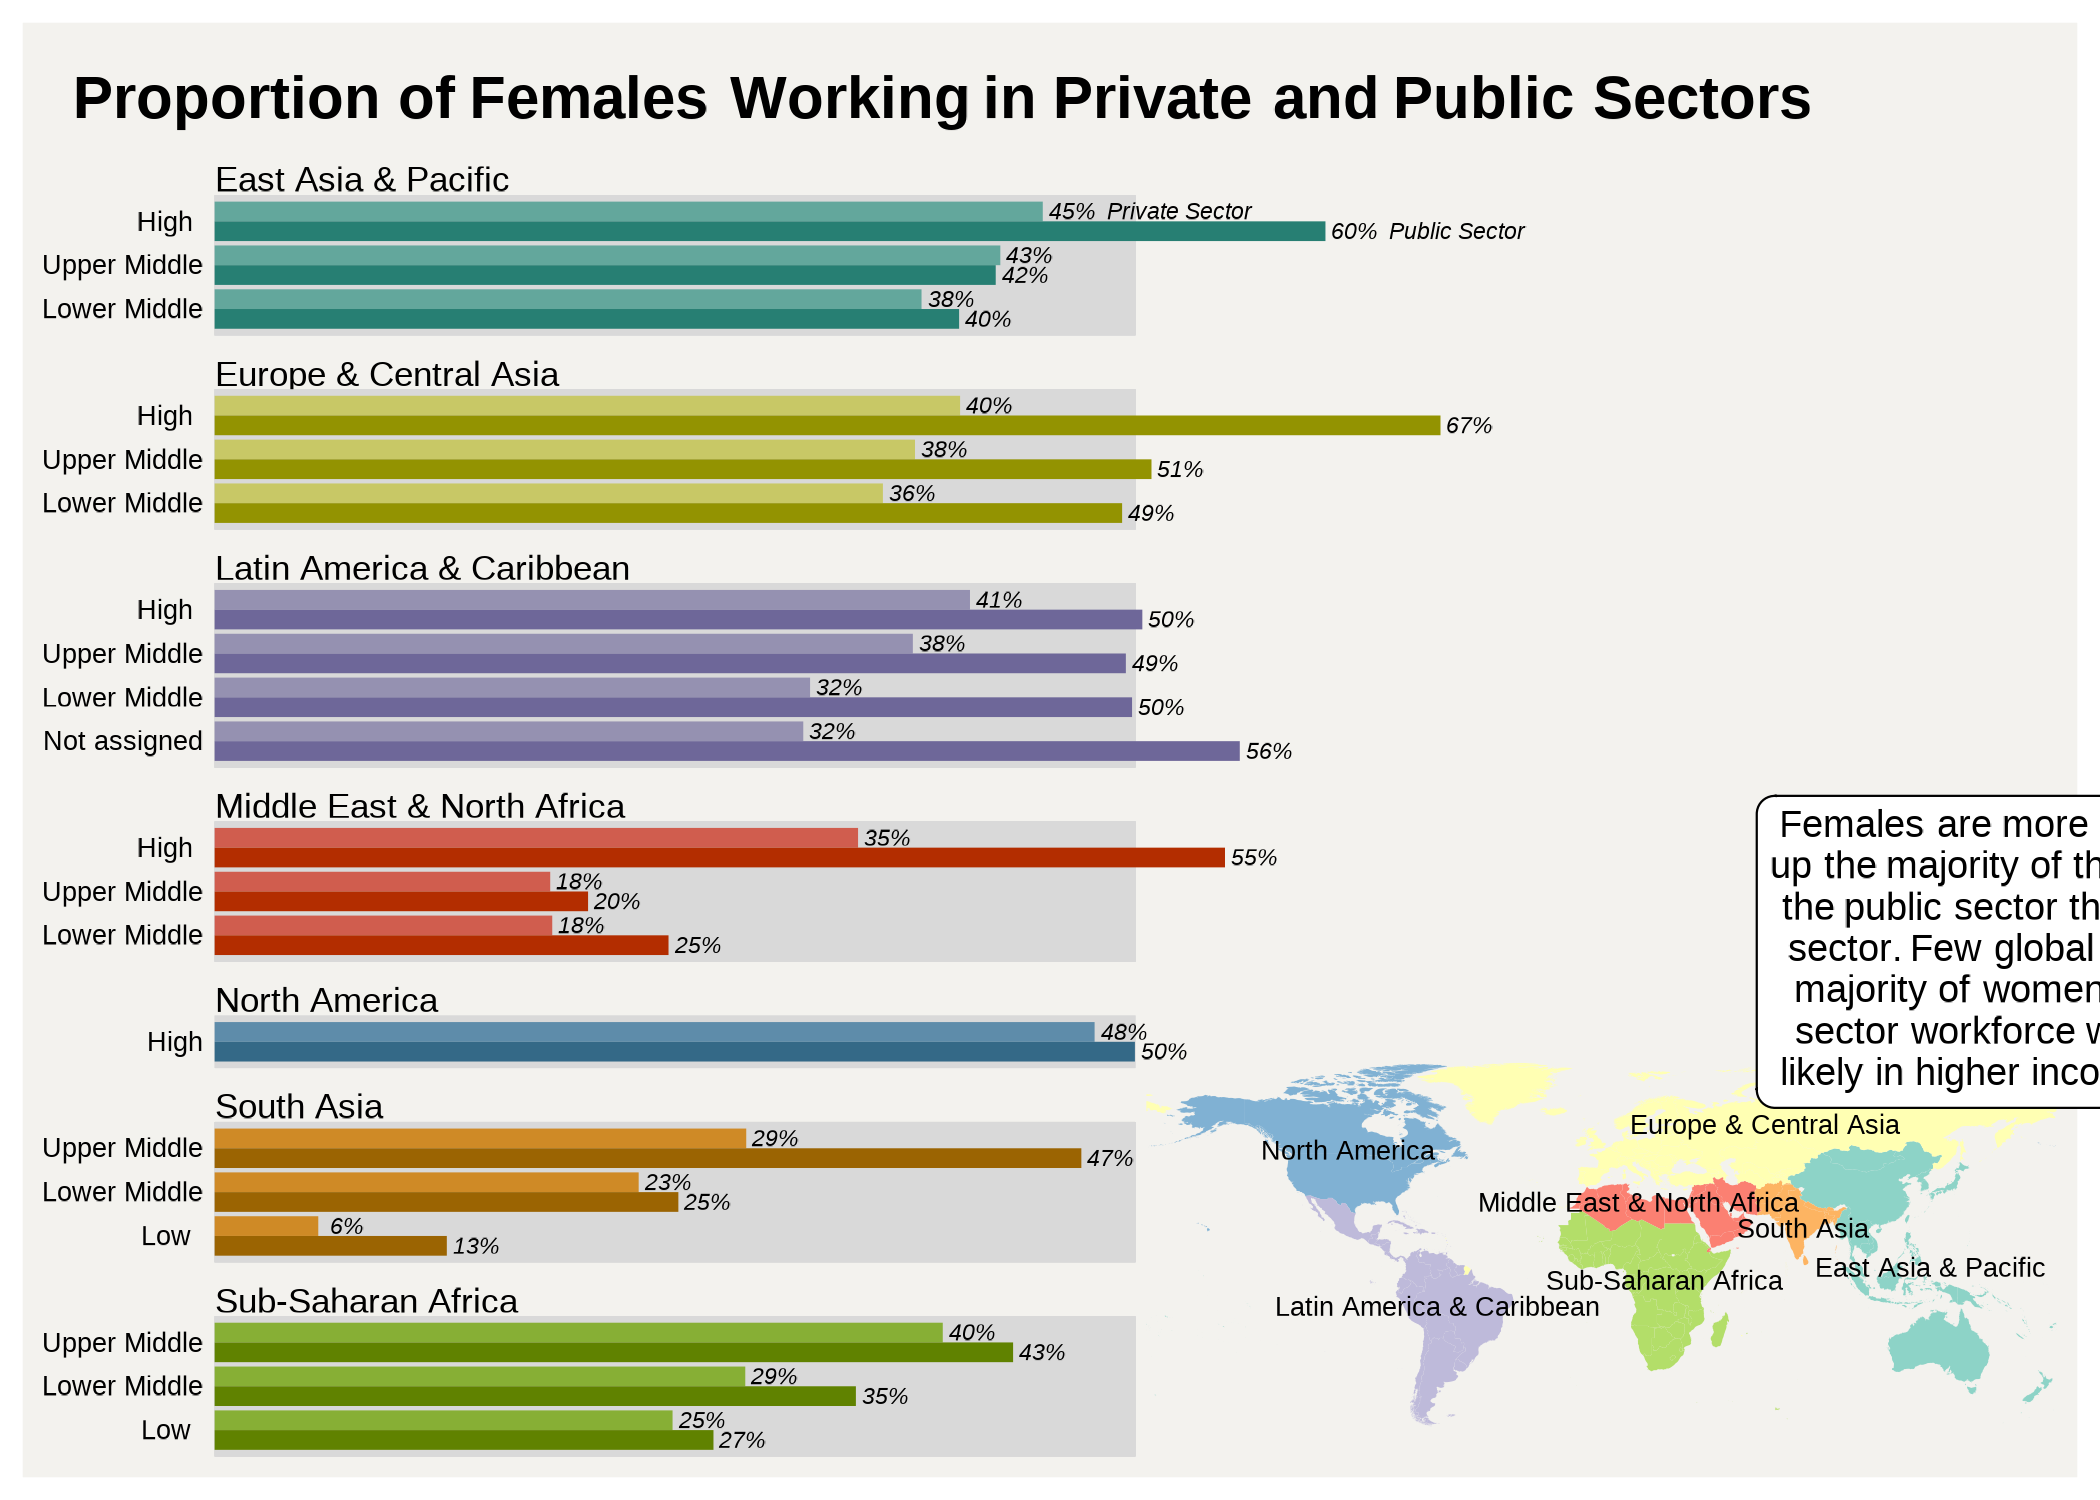 Proportion of Females Working in Private and Public Sectors
East Asia & Pacific
High
45% Private Sector
60% Public Sector
Upper Middle
43%
42%
Lower Middle
38%
40%
Europe & Central Asia
High
40%
67%
Upper Middle
38%
51%
Lower Middle
36%
49%
Latin America & Caribbean
High
41%
50%
Upper Middle
38%
49%
Lower Middle
32%
50%
Not assigned
32%
56%
Middle East & North Africa
High
35%
55%
Upper Middle
18%
20%
Lower Middle
18%
25%
North America
High
48%
50%
South Asia
Upper Middle
29%
47%
Lower Middle
23%
25%
Low
6%
13%
Sub-Saharan Africa
Upper Middle
40%
43%
Lower Middle
29%
35%
Low
25%
27%
Females are more
up the majority of th
the public sector th
sector. Few global
majority of women
sector workforce w
likely in higher inco
Europe & Central Asia
North America
Middle East & North Africa
South Asia
East Asia & Pacific
Sub-Saharan Africa
Latin America & Caribbean